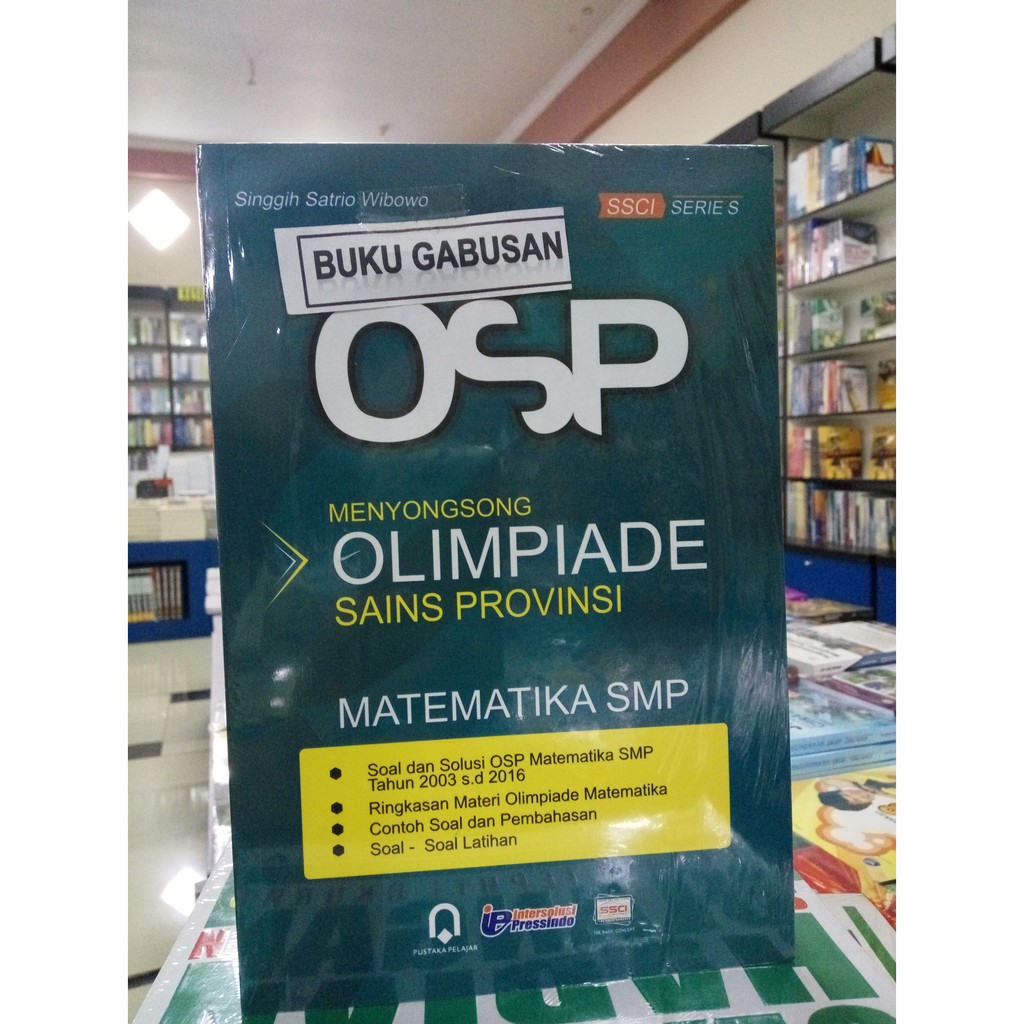 Singgih Satrio Wibowo
SSCI SERIE S
BUKU GABUSAN
OSP
MENYONGSONG
OLIMPIADE
SAINS PROVINSI
MATEMATIKA SMP
Soal dan Solusi OSP Matematika SMP
Tahun 2003 s.d 2016
Ringkasan Materi Olimpiade Matematika
Contoh Soal dan Pembahasan
Soal - Soal Latihan
PUSTAKA PELAJAR
Intersolusi
Pressindo
SSCI